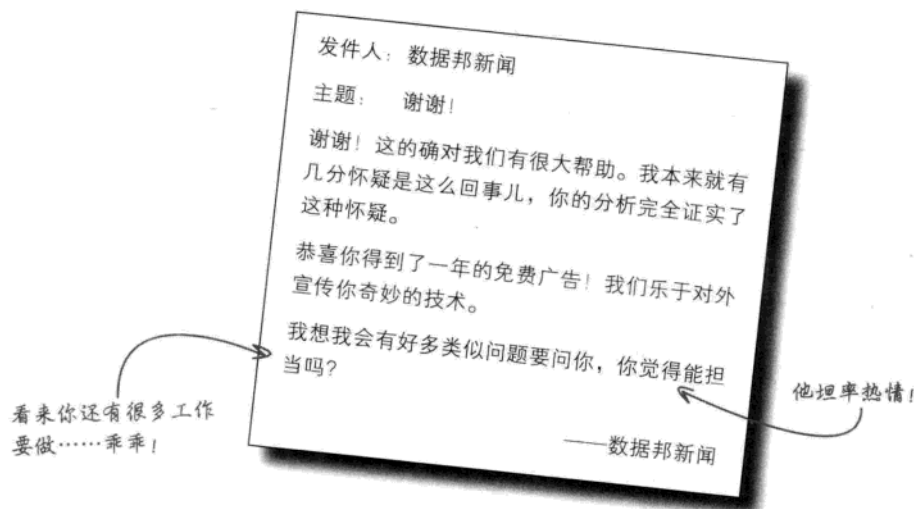 发件人：数据邦新闻
主题： 谢谢！
谢谢！这的确对我们有很大帮助。我本来就有
几分怀疑是这么回事儿，你的分析完全证实了
这种怀疑。
恭喜你得到了一年的免费广告！我们乐于对外
宣传你奇妙的技术。
我想我会有好多类似问题要问你，你觉得能担
当吗？
——数据邦新闻
看来你还有很多工作
要做……乖乖！
他坦率热情！